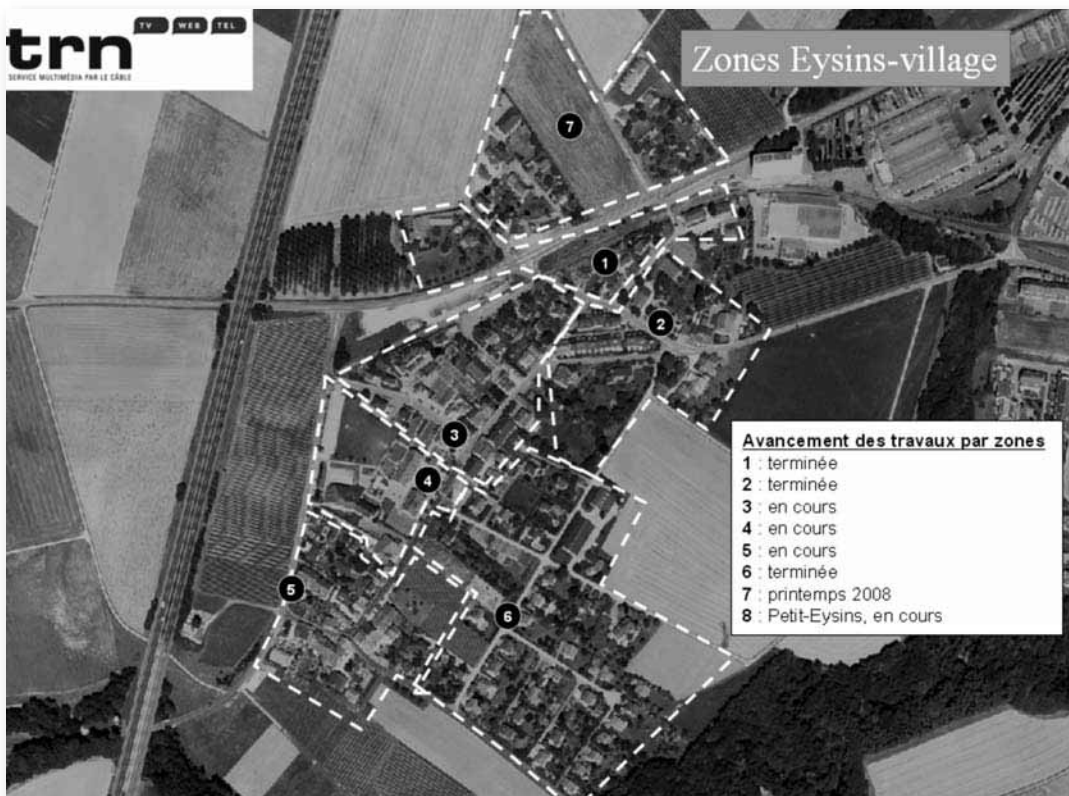 TV WEB TEL
trn
SERVICE MULTIMÉDIA PAR LE CÂBLE
Zones Eysins-village
7
1
2
3
4
5
6
Avancement des travaux par zones
1 : terminée
2 : terminée
3 : en cours
4 : en cours
5 : en cours
6 : terminée
7 : printemps 2008
8 : Petit-Eysins, en cours